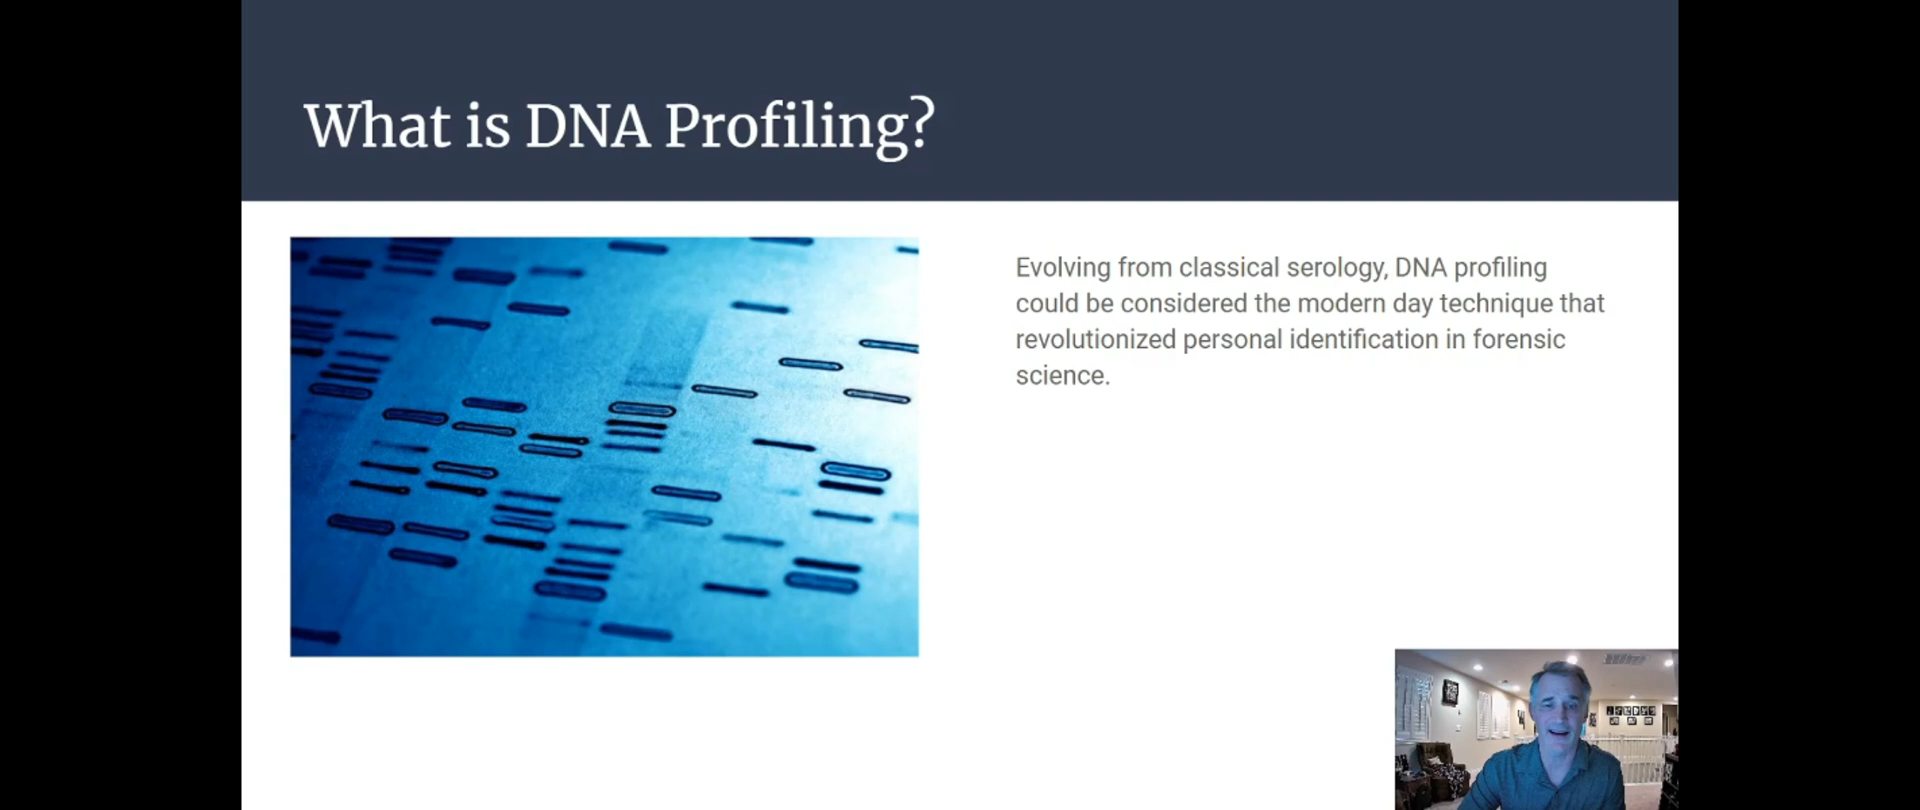 What is DNA Profiling?
Evolving from classical serology, DNA profiling
could be considered the modern day technique that
revolutionized personal identification in forensic
science.